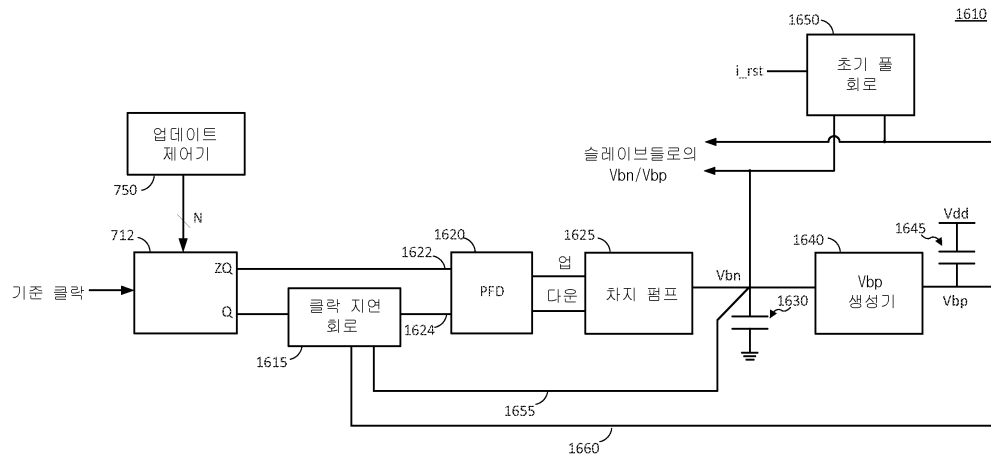 1610
1650
초기 풀
회로
i_rst
업데이트
제어기
750
슬레이브들로의
Vbn/Vbp
N
712
ZQ
Q
기준 클락
1622
1620
PFD
1624
업
다운
1625
차지 펌프
Vbn
1630
1640
Vbp
생성기
Vdd
1645
Vbp
클락 지연
회로
1615
1655
1660